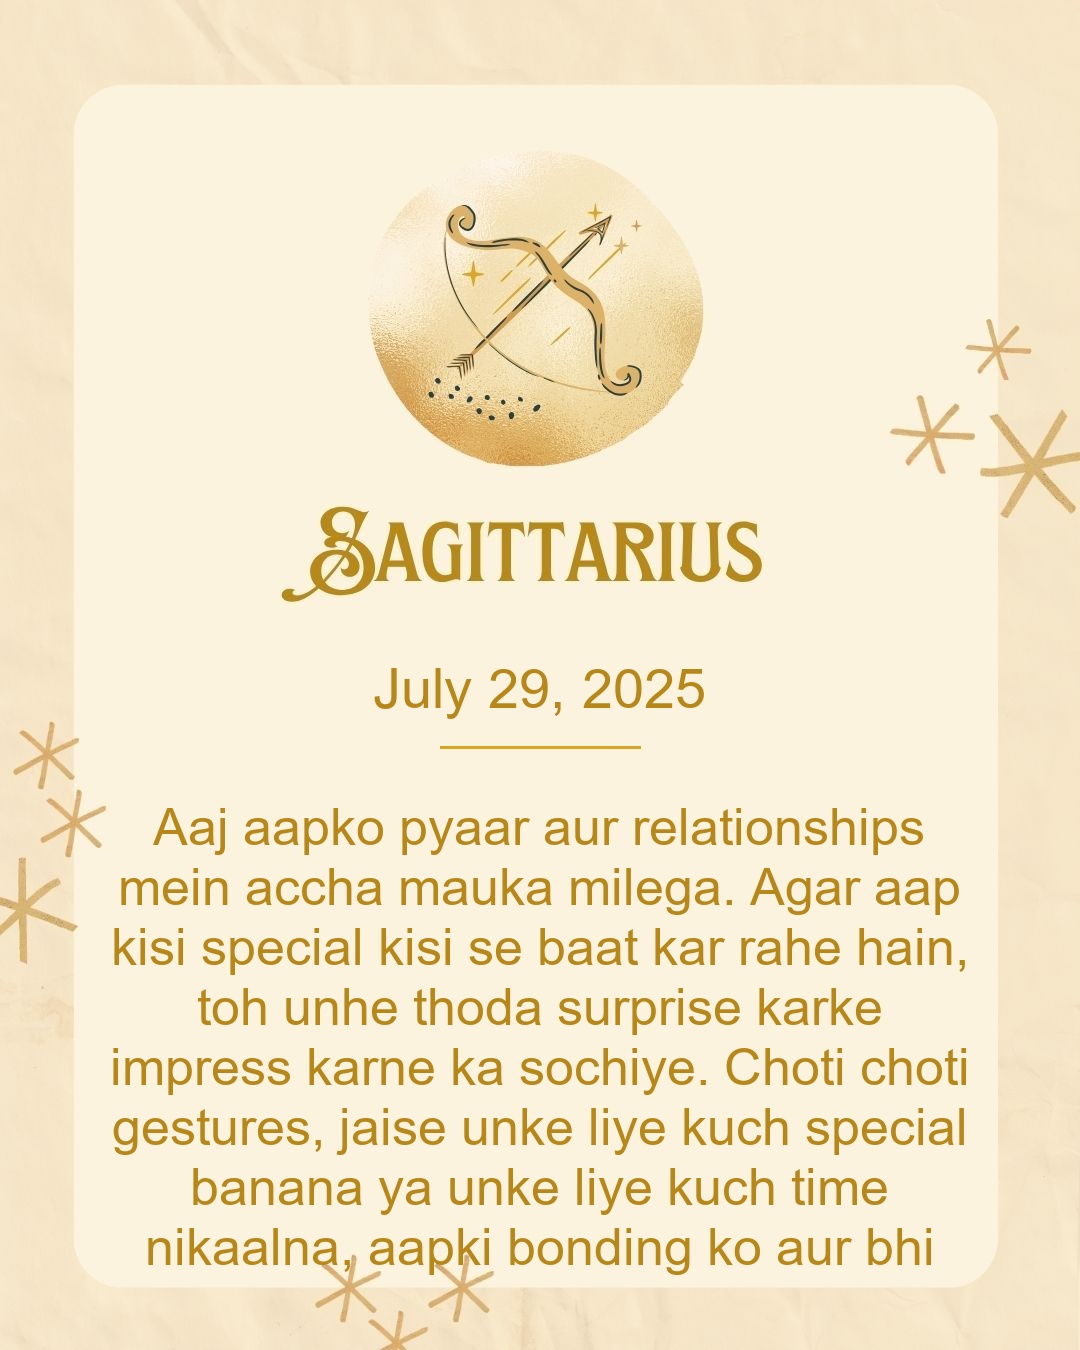 Sagittarius
July 29, 2025
Aaj aapko pyaar aur relationships
mein accha mauka milega. Agar aap
kisi special kisi se baat kar rahe hain,
toh unhe thoda surprise karke
impress karne ka sochiye. Choti choti
gestures, jaise unke liye kuch special
banana ya unke liye kuch time
nikaalna, aapki bonding ko aur bhi